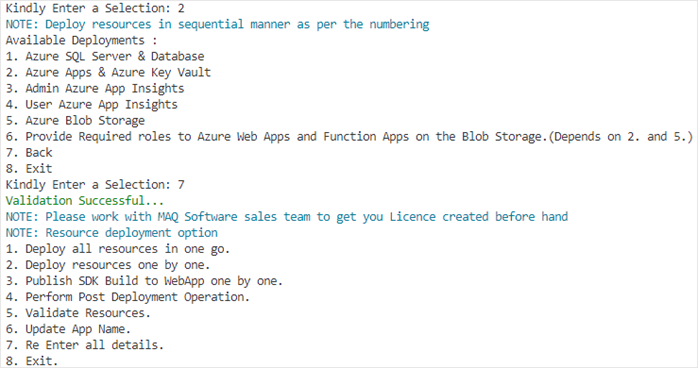 Kindly Enter a Selection: 2
NOTE: Deploy resources in sequential manner as per the numbering
Available Deployments :
1. Azure SQL Server & Database
2. Azure Apps & Azure Key Vault
3. Admin Azure App Insights
4. User Azure App Insights
5. Azure Blob Storage
6. Provide Required roles to Azure Web Apps and Function Apps on the Blob Storage.(Depends on 2. and 5.)
7. Back
8. Exit
Kindly Enter a Selection: 7
Validation Successful...
NOTE: Please work with MAQ Software sales team to get you Licence created before hand
NOTE: Resource deployment option
1. Deploy all resources in one go.
2. Deploy resources one by one.
3. Publish SDK Build to WebApp one by one.
4. Perform Post Deployment Operation.
5. Validate Resources.
6. Update App Name.
7. Re Enter all details.
8. Exit.